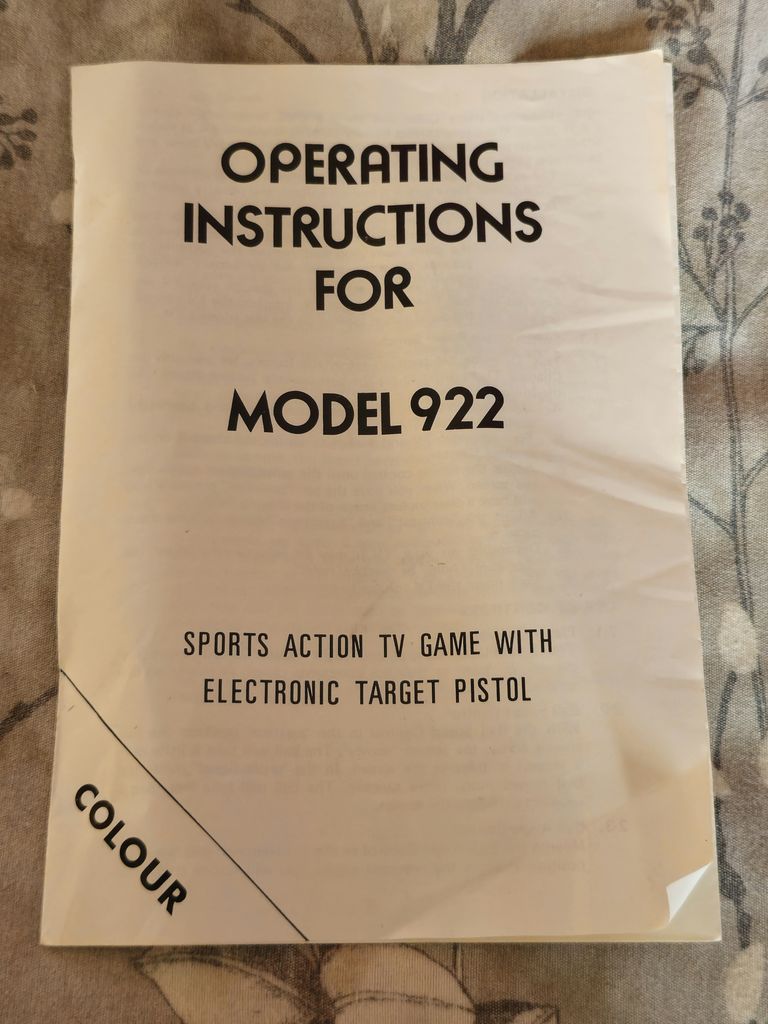 OPERATING
INSTRUCTIONS
FOR
MODEL 922
SPORTS ACTION TV GAME WITH
ELECTRONIC TARGET PISTOL
COLOUR